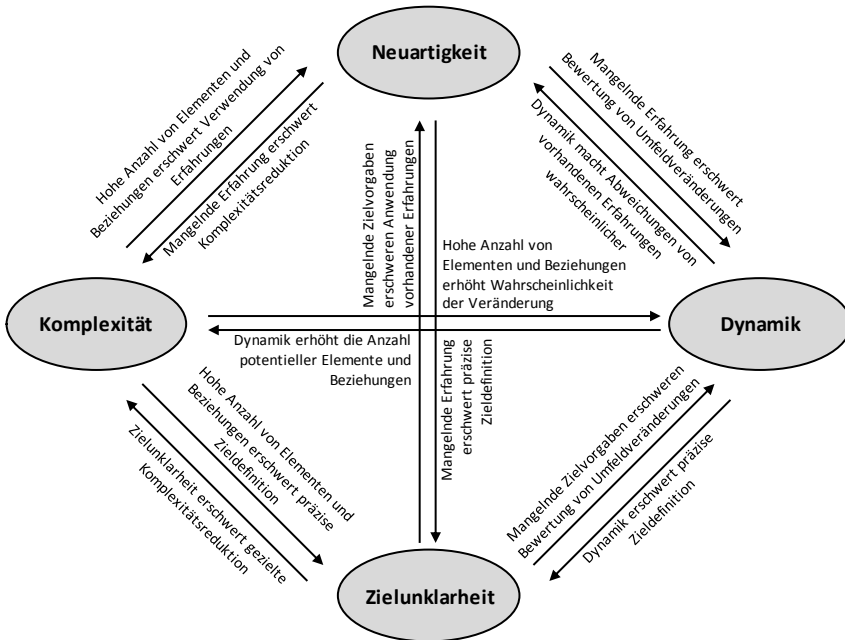 Neuartigkeit
Hohe Anzahl von Elementen und
Beziehungen erschwert Verwendung von
Erfahrungen
Mangelnde Erfahrung erschwert
Komplexitätsreduktion
Mangelnde Erfahrung erschwert
Bewertung von Umfeldveränderungen
Dynamik macht Abweichungen von
vorhandenen Erfahrungen
wahrscheinlicher
Mangelnde Zielvorgaben
erschweren Anwendung
vorhandener Erfahrungen
Hohe Anzahl von
Elementen und Beziehungen
erhöht Wahrscheinlichkeit
der Veränderung
Komplexität
Dynamik
Dynamik erhöht die Anzahl
potentieller Elemente und
Beziehungen
Mangelnde Erfahrung
erschwert präzise
Zieldefinition
Hohe Anzahl von Elementen und
Beziehungen erschwert präzise
Zieldefinition
Zielunklarheit erschwert gezielte
Komplexitätsreduktion
Mangelnde Zielvorgaben erschweren
Bewertung von Umfeldveränderungen
Dynamik erschwert präzise
Zieldefinition
Zielunklarheit